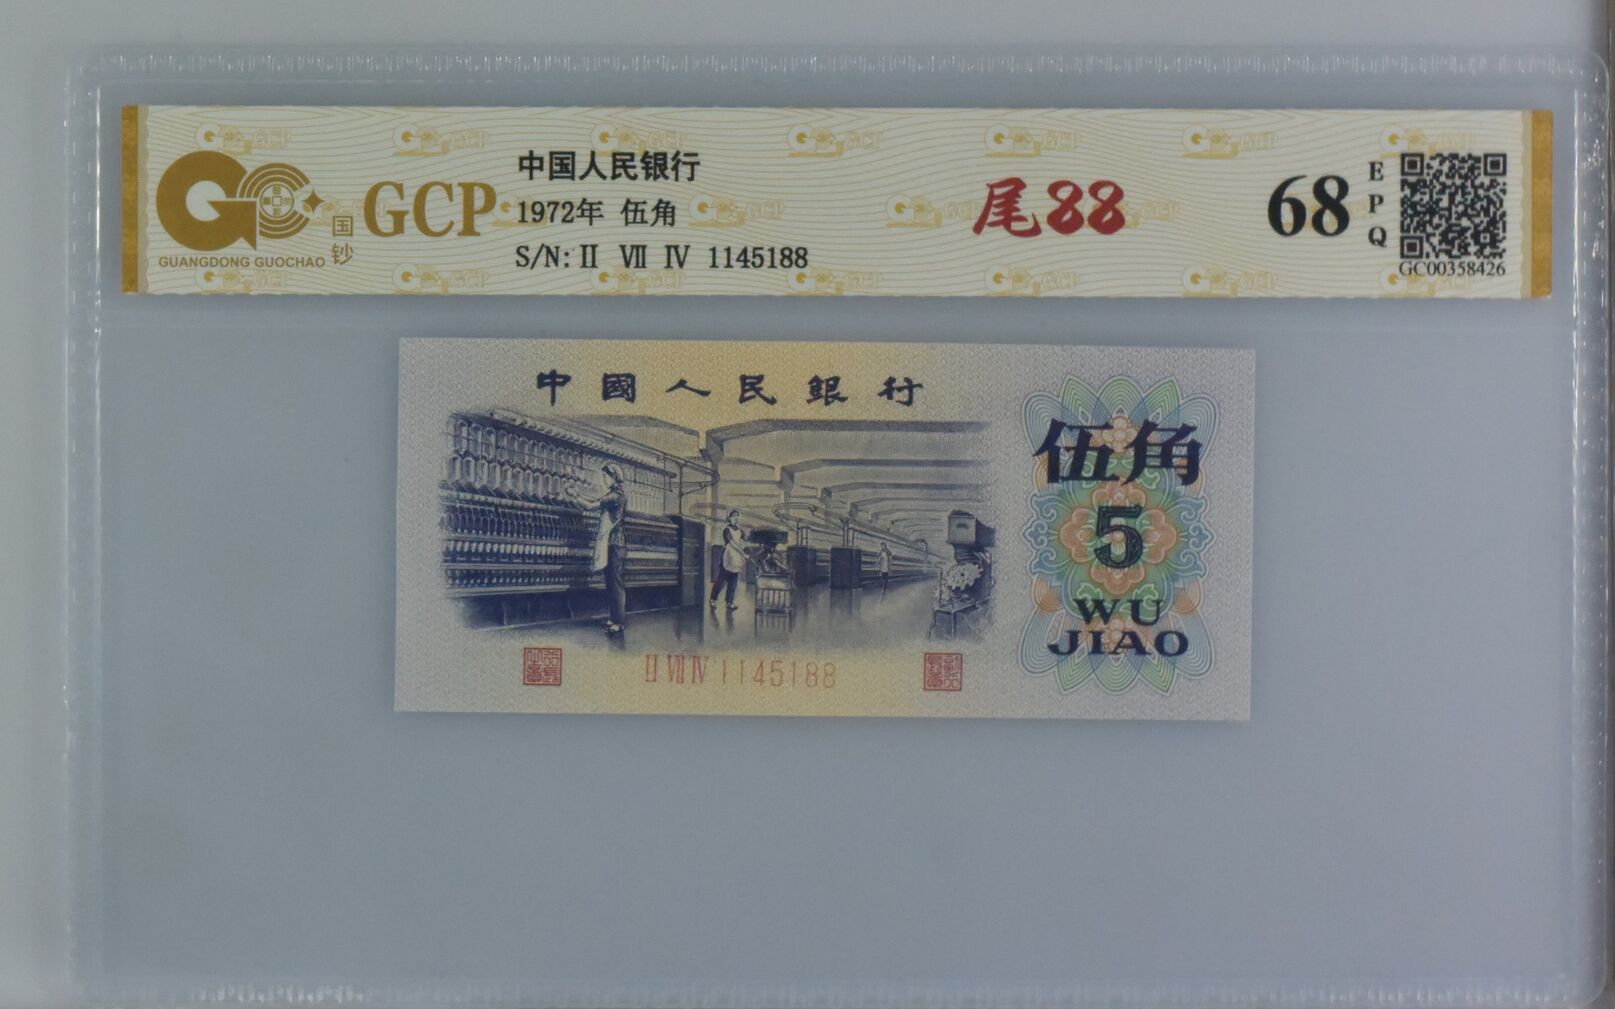 中国人民银行
GCP
1972年 伍角
S/N: II VII IV 1145188
国钞
GUANGDONG GUOCHAO
尾88
68
EPQ
GC00358426
中國人民銀行
伍角
5
WU
JIAO
II VII IV 1145188